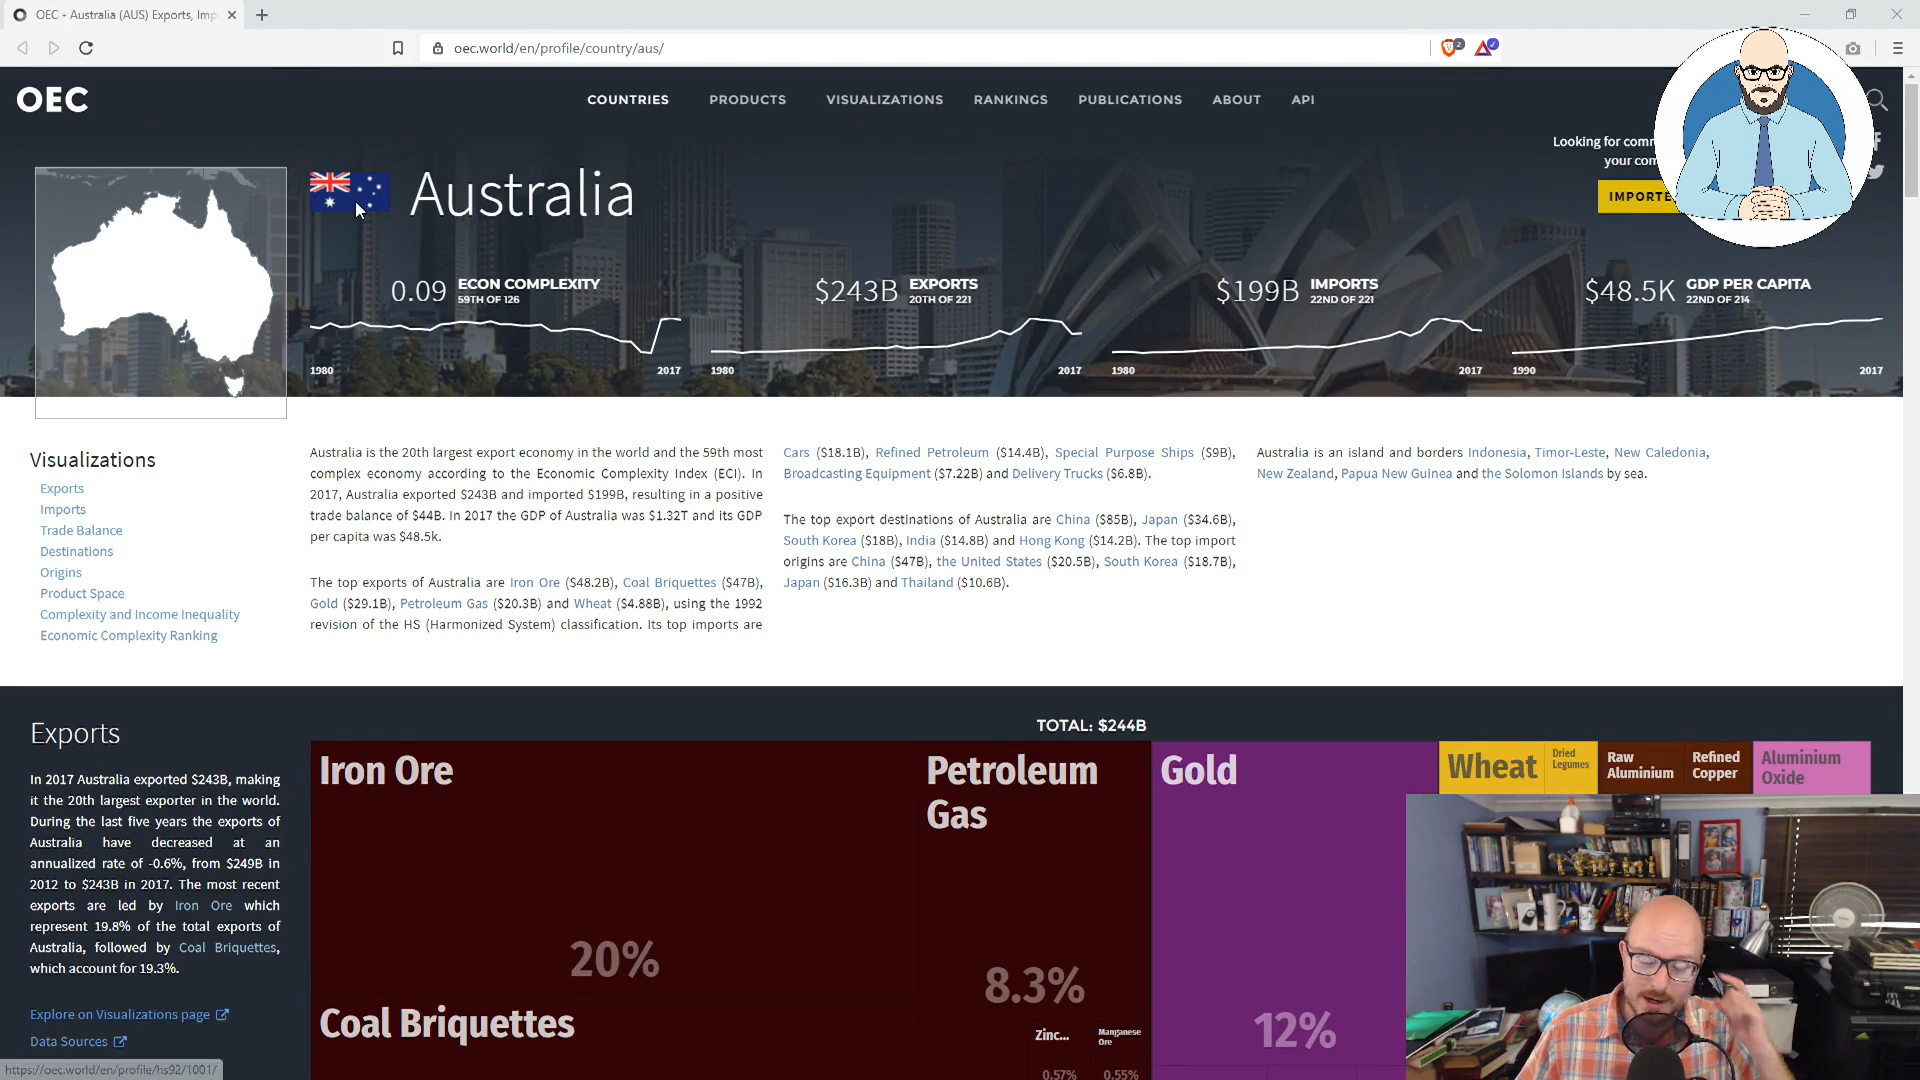 OEC - Australia (AUS) Exports, Imp
oec.world/en/profile/country/aus/
2
OEC
COUNTRIES
PRODUCTS
VISUALIZATIONS
RANKINGS
PUBLICATIONS
ABOUT
API
Looking for
your
IMPORTE
Australia
0.09 ECON COMPLEXITY
59TH OF 126
1980 2017
$243B EXPORTS
20TH OF 221
1980 2017
$199B IMPORTS
22ND OF 221
1980 2017
$48.5K GDP PER CAPITA
22ND OF 214
1990 2017
Visualizations
Exports
Imports
Trade Balance
Destinations
Origins
Product Space
Complexity and Income Inequality
Economic Complexity Ranking
Australia is the 20th largest export economy in the world and the 59th most
complex economy according to the Economic Complexity Index (ECI). In
2017, Australia exported $243B and imported $199B, resulting in a positive
trade balance of $44B. In 2017 the GDP of Australia was $1.32T and its GDP
per capita was $48.5k.
The top exports of Australia are Iron Ore ($48.2B), Coal Briquettes ($47B),
Gold ($29.1B), Petroleum Gas ($20.3B) and Wheat ($4.88B), using the 1992
revision of the HS (Harmonized System) classification. Its top imports are
Cars ($18.1B), Refined Petroleum ($14.4B), Special Purpose Ships ($9B),
Broadcasting Equipment ($7.22B) and Delivery Trucks ($6.8B).
The top export destinations of Australia are China ($85B), Japan ($34.6B),
South Korea ($18B), India ($14.8B) and Hong Kong ($14.2B). The top import
origins are China ($47B), the United States ($20.5B), South Korea ($18.7B),
Japan ($16.3B) and Thailand ($10.6B).
Australia is an island and borders Indonesia, Timor-Leste, New Caledonia,
New Zealand, Papua New Guinea and the Solomon Islands by sea.
Exports
In 2017 Australia exported $243B, making
it the 20th largest exporter in the world.
During the last five years the exports of
Australia have decreased at an
annualized rate of -0.6%, from $249B in
2012 to $243B in 2017. The most recent
exports are led by Iron Ore which
represent 19.8% of the total exports of
Australia, followed by Coal Briquettes,
which account for 19.3%.
Explore on Visualizations page
Data Sources
https://oec.world/en/profile/hs92/1001/
TOTAL: $244B
Iron Ore
20%
Coal Briquettes
Petroleum
Gas
8.3%
Zinc...
0.57%
Manganese
Ore
0.55%
Gold
12%
Wheat
Dried
Legumes
Raw
Aluminium
Refined
Copper
Aluminium
Oxide